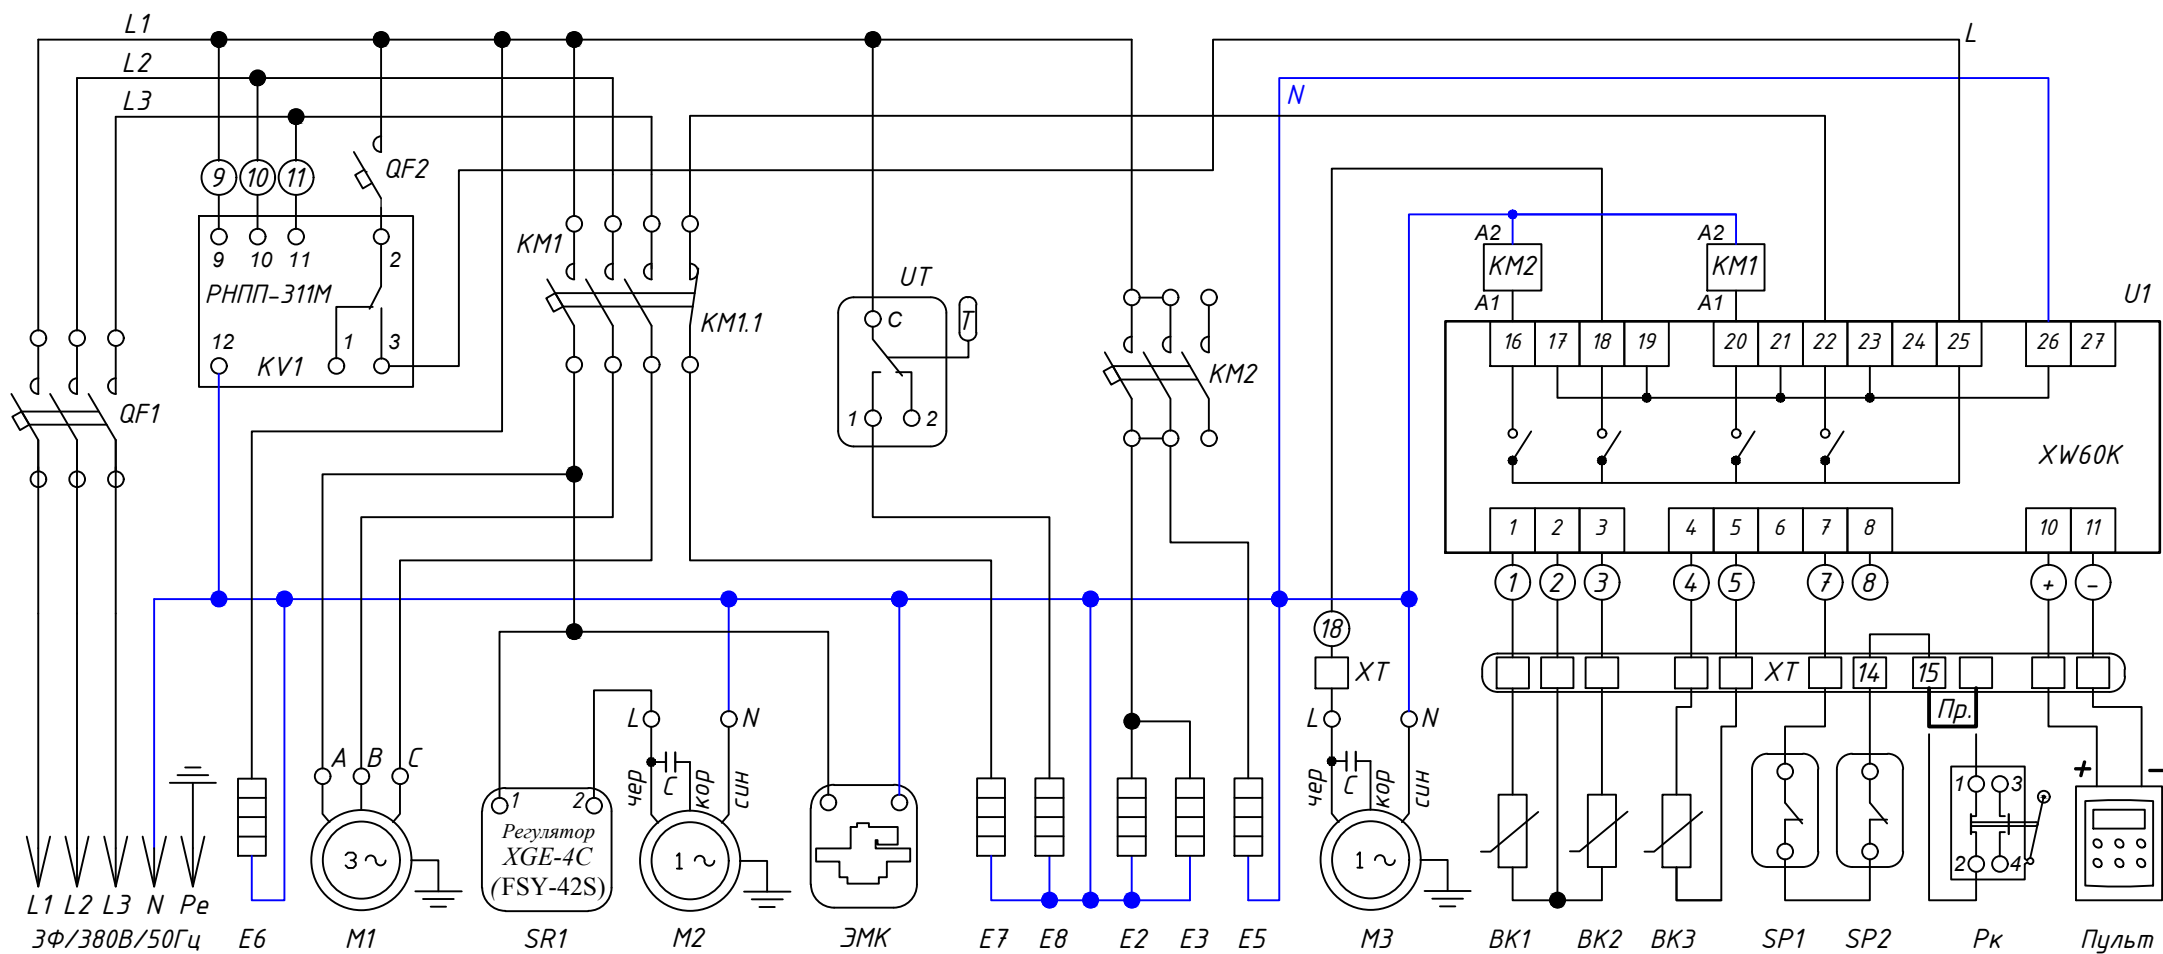 L1
L
L2
N
L3
QF2
9 10 11
9 10 11 2
РНПП-311М
12 1 3
KV1
QF1
KM1
KM1.1
UT
C
T
1 2
KM2
A2 A2
KM2 KM1
A1 A1
U1
16 17 18 19 20 21 22 23 24 25 26 27
XW60K
1 2 3 4 5 6 7 8 10 11
1 2 3 4 5 7 8 + -
18
XT
XT 14 15
Пр.
L N
L N
A B C
чер C кор син
чер C кор син
1 2
Регулятор
XGE-4C
(FSY-42S)
3 ~
1 ~
1 ~
1 3
2 4
+ -
L1 L2 L3 N Pe
3Ф/380В/50Гц
E6 M1 SR1 M2 ЭМК E7 E8 E2 E3 E5 M3 BK1 BK2 BK3 SP1 SP2 Рк Пульт